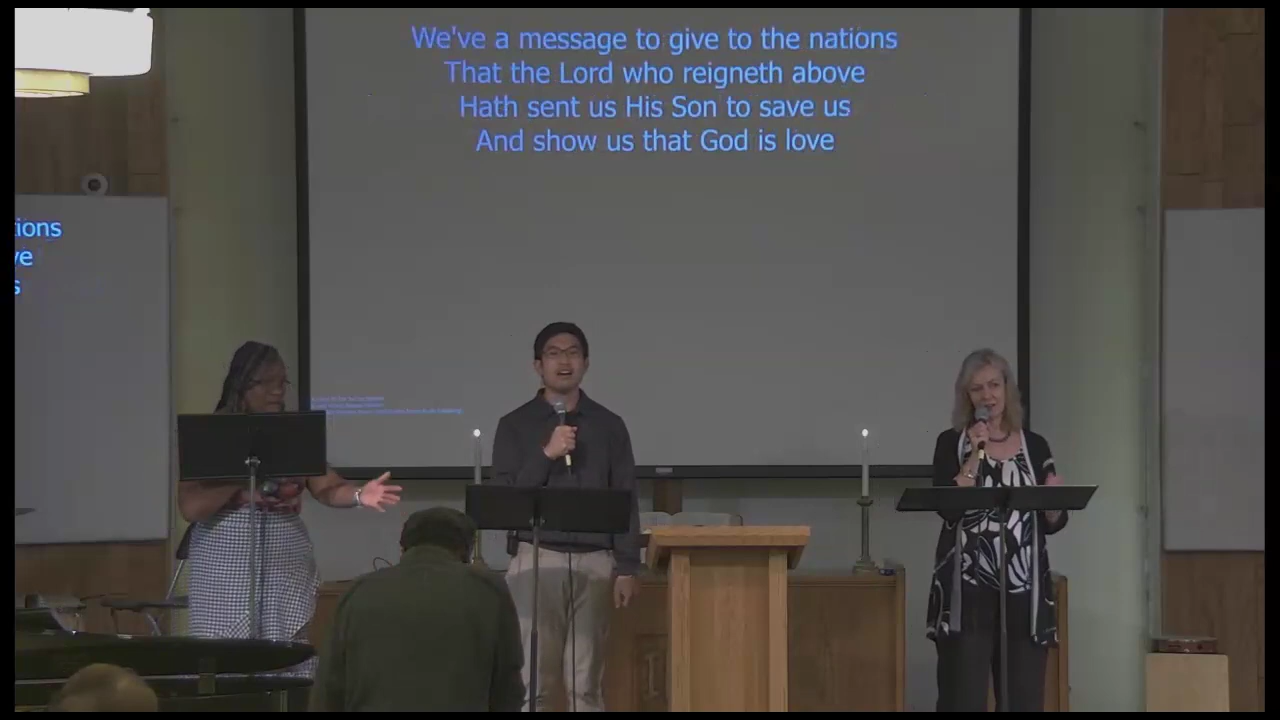 We've a message to give to the nations
That the Lord who reigneth above
Hath sent us His Son to save us
And show us that God is love
tions
ve
s